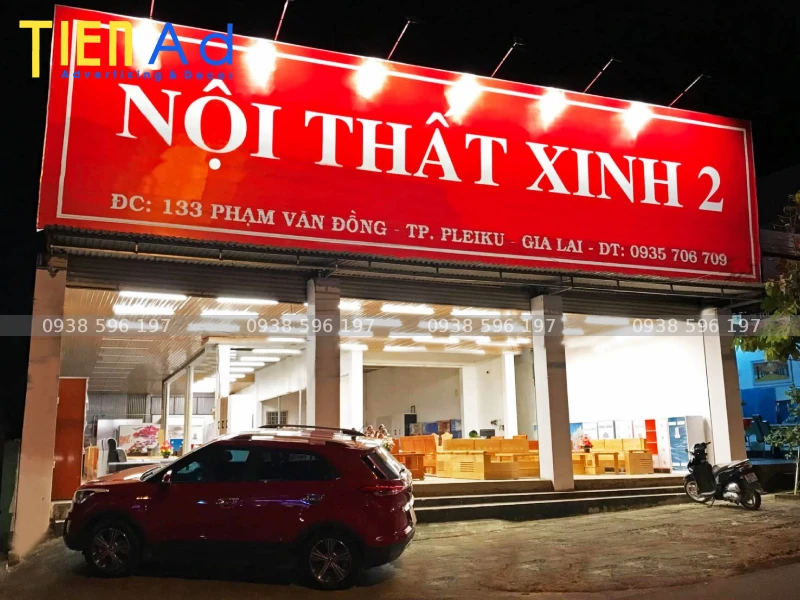 TIEN Ad
Advertising & Decor
NỘI THẤT XINH 2
ĐC: 133 PHẠM VĂN ĐỒNG - TP. PLEIKU - GIA LAI - ĐT: 0935 706 709
0938 596 197 0938 596 197 0938 596 197 0938 596 197